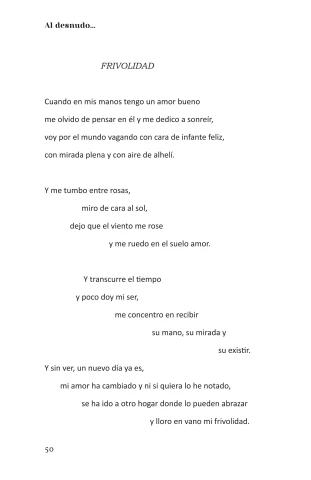 Al desnudo...
FRIVOLIDAD
Cuando en mis manos tengo un amor bueno
me olvido de pensar en él y me dedico a sonreír,
voy por el mundo vagando con cara de infante feliz,
con mirada plena y con aire de alhelí.
Y me tumbo entre rosas,
miro de cara al sol,
dejo que el viento me rose
y me ruedo en el suelo amor.
Y transcurre el tiempo
y poco doy mi ser,
me concentro en recibir
su mano, su mirada y
su existir.
Y sin ver, un nuevo día ya es,
mi amor ha cambiado y ni si quiera lo he notado,
se ha ido a otro hogar donde lo pueden abrazar
y lloro en vano mi frivolidad.
50